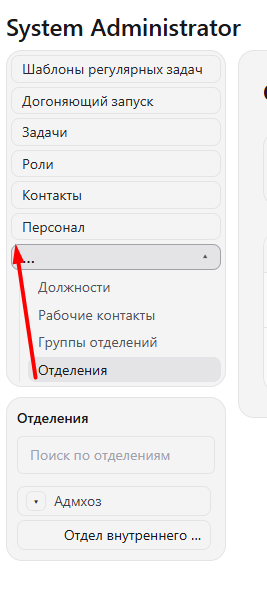 System Administrator
Шаблоны регулярных задач
Догоняющий запуск
Задачи
Роли
Контакты
Персонал
...
Должности
Рабочие контакты
Группы отделений
Отделения
Отделения
Поиск по отделениям
Адмхоз
Отдел внутреннего ...